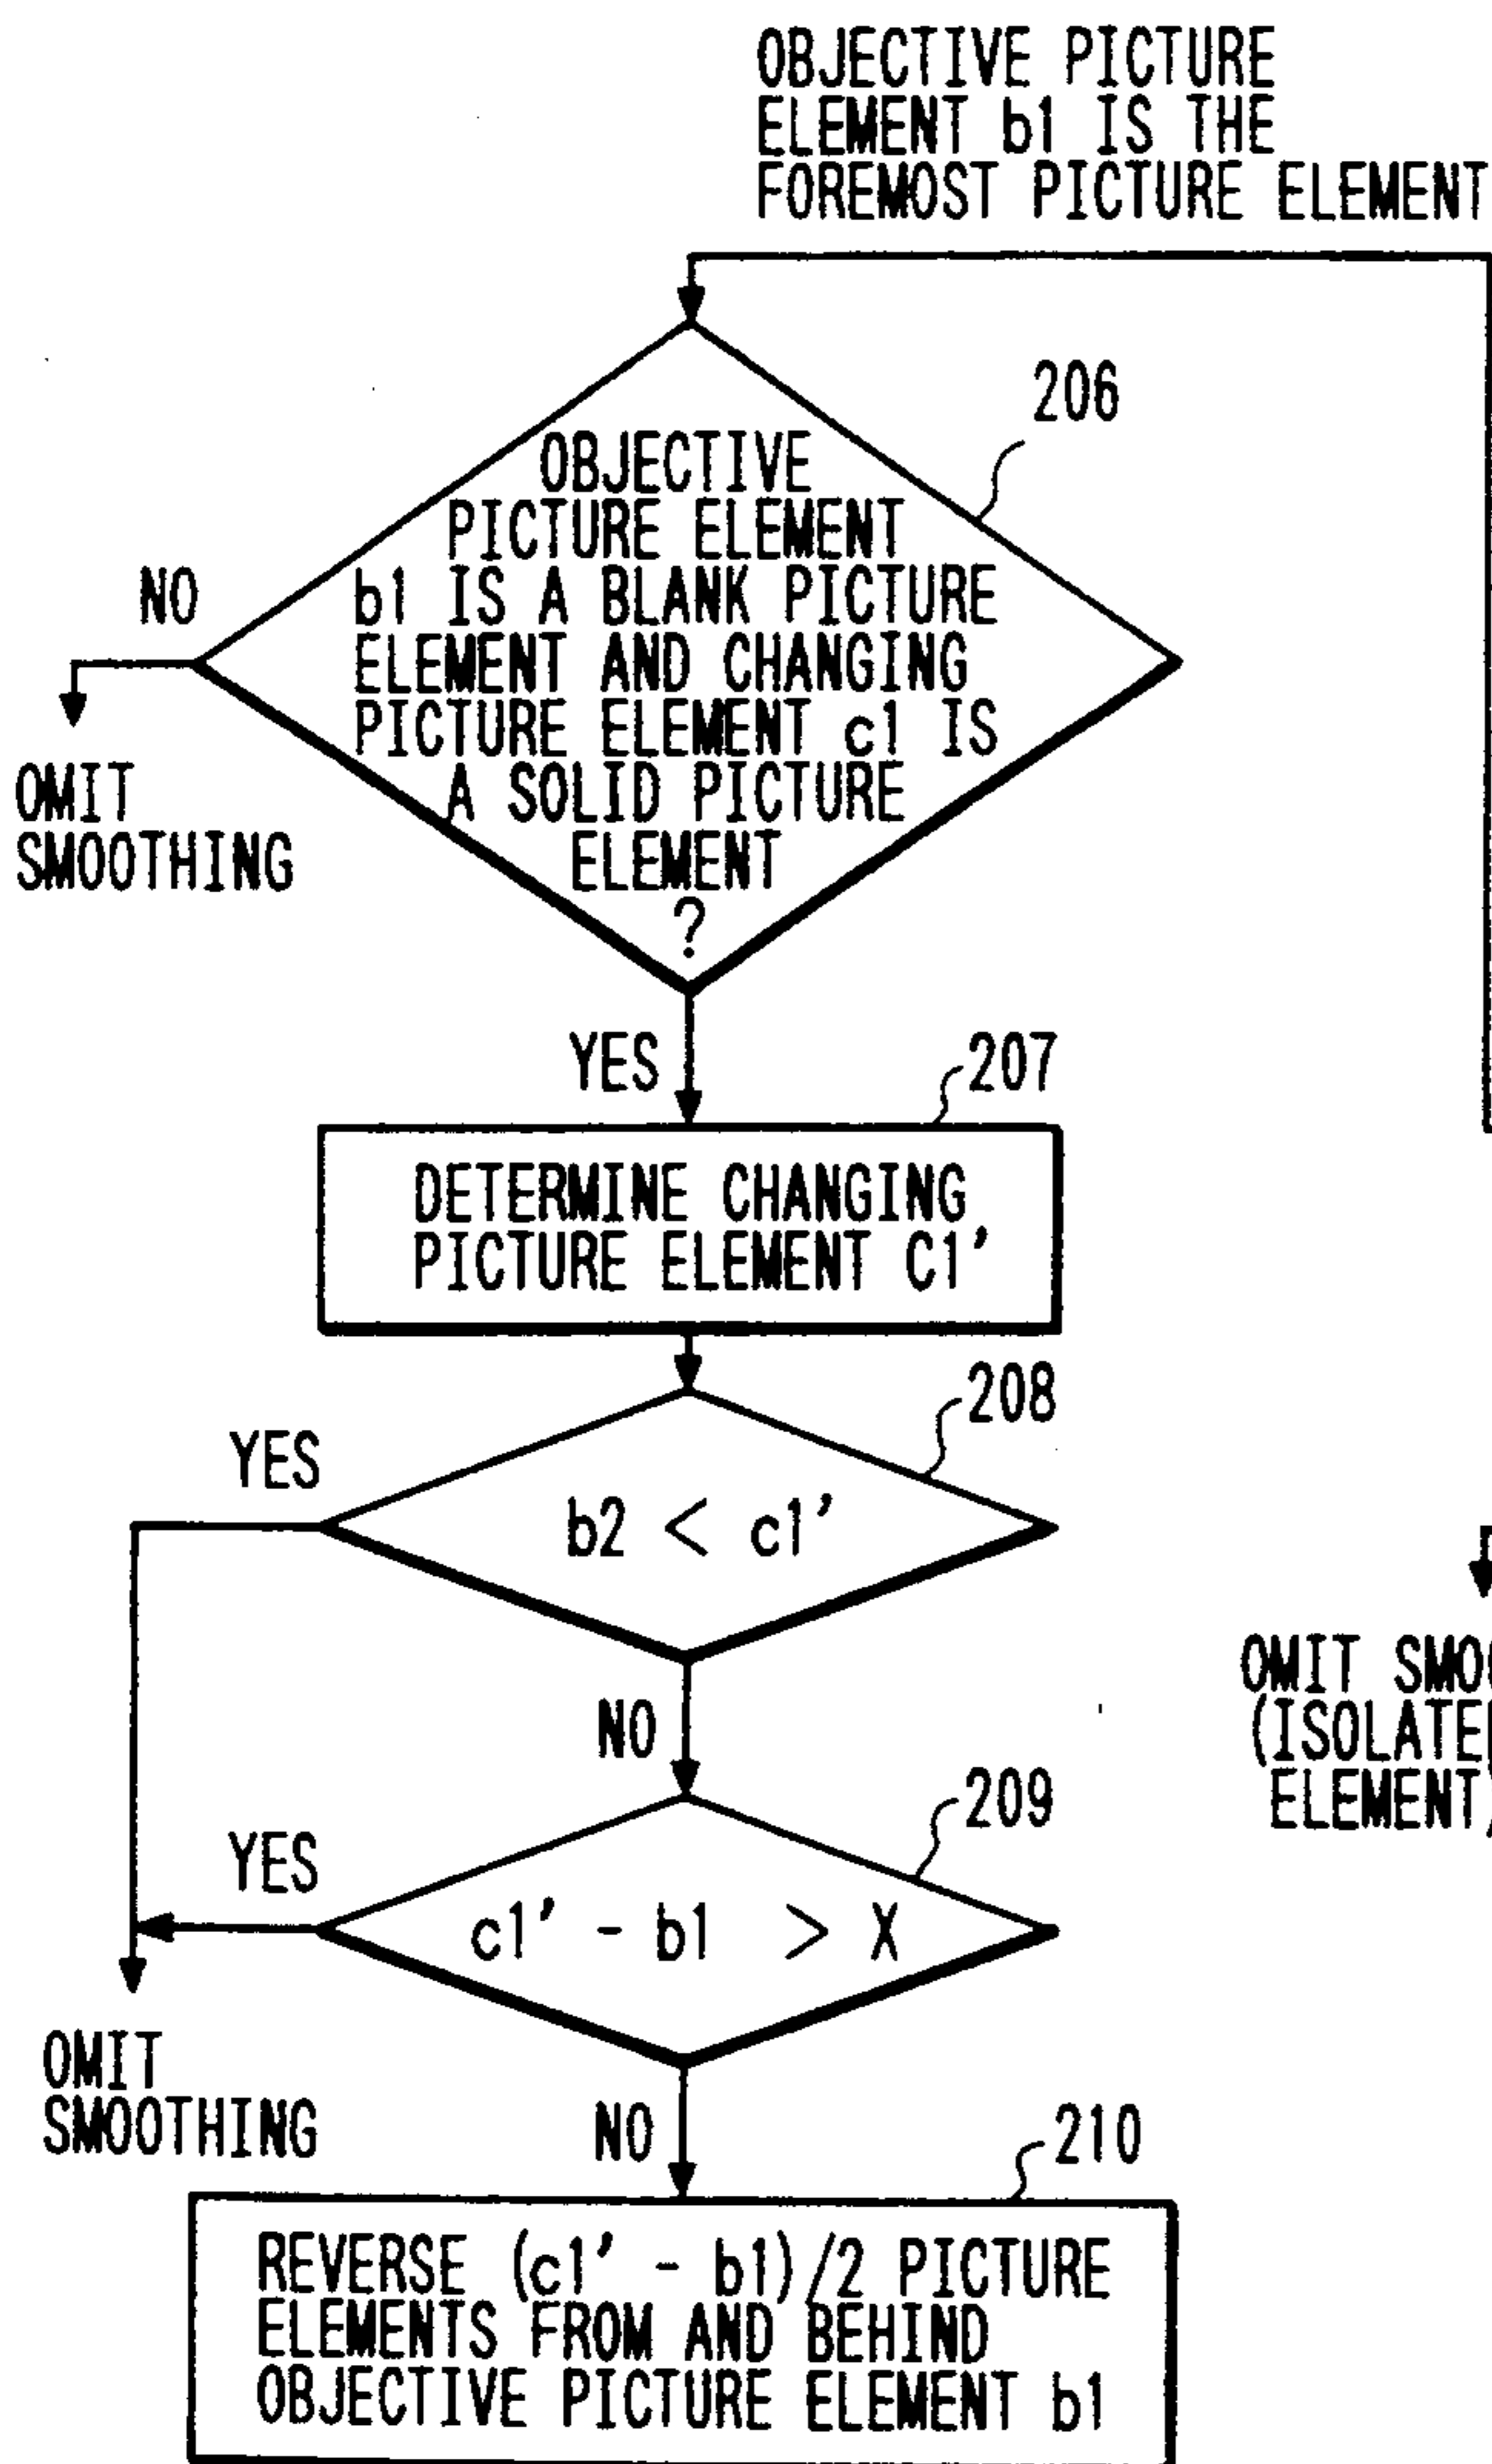 OBJECTIVE PICTURE
ELEMENT b1 IS THE
FOREMOST PICTURE ELEMENT
206
OBJECTIVE
PICTURE ELEMENT
b1 IS A BLANK PICTURE
ELEMENT AND CHANGING
PICTURE ELEMENT c1 IS
A SOLID PICTURE
ELEMENT
?
NO
OMIT
SMOOTHING
YES
207
DETERMINE CHANGING
PICTURE ELEMENT C1'
208
YES
b2 < c1'
NO
OMIT
(ISOLATE
ELEMENT)
209
YES
c1' - b1 > X
OMIT
SMOOTHING
NO
210
REVERSE (c1' - b1)/2 PICTURE
ELEMENTS FROM AND BEHIND
OBJECTIVE PICTURE ELEMENT b1